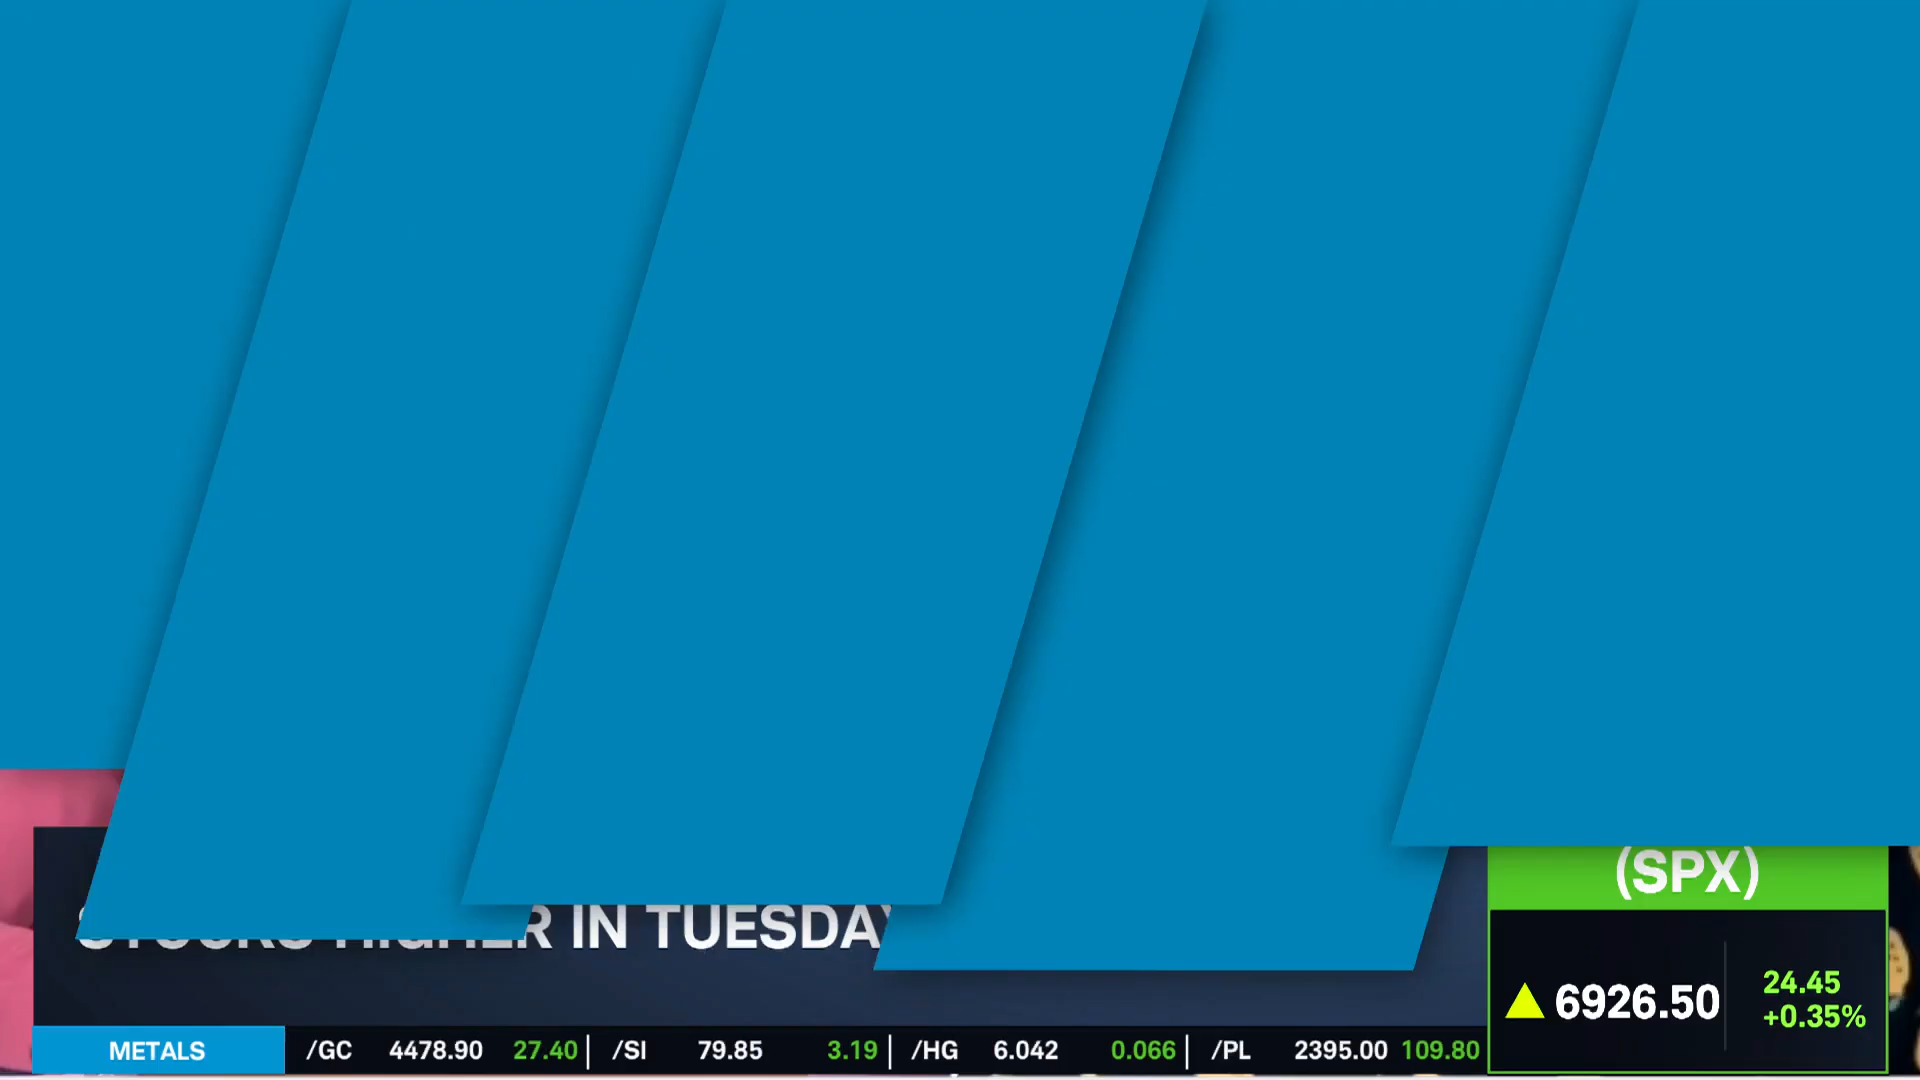 R IN TUESDAY
(SPX)
6926.50
24.45
+0.35%
METALS /GC 4478.90 27.40 | /SI 79.85 3.19 | /HG 6.042 0.066 | /PL 2395.00 109.80